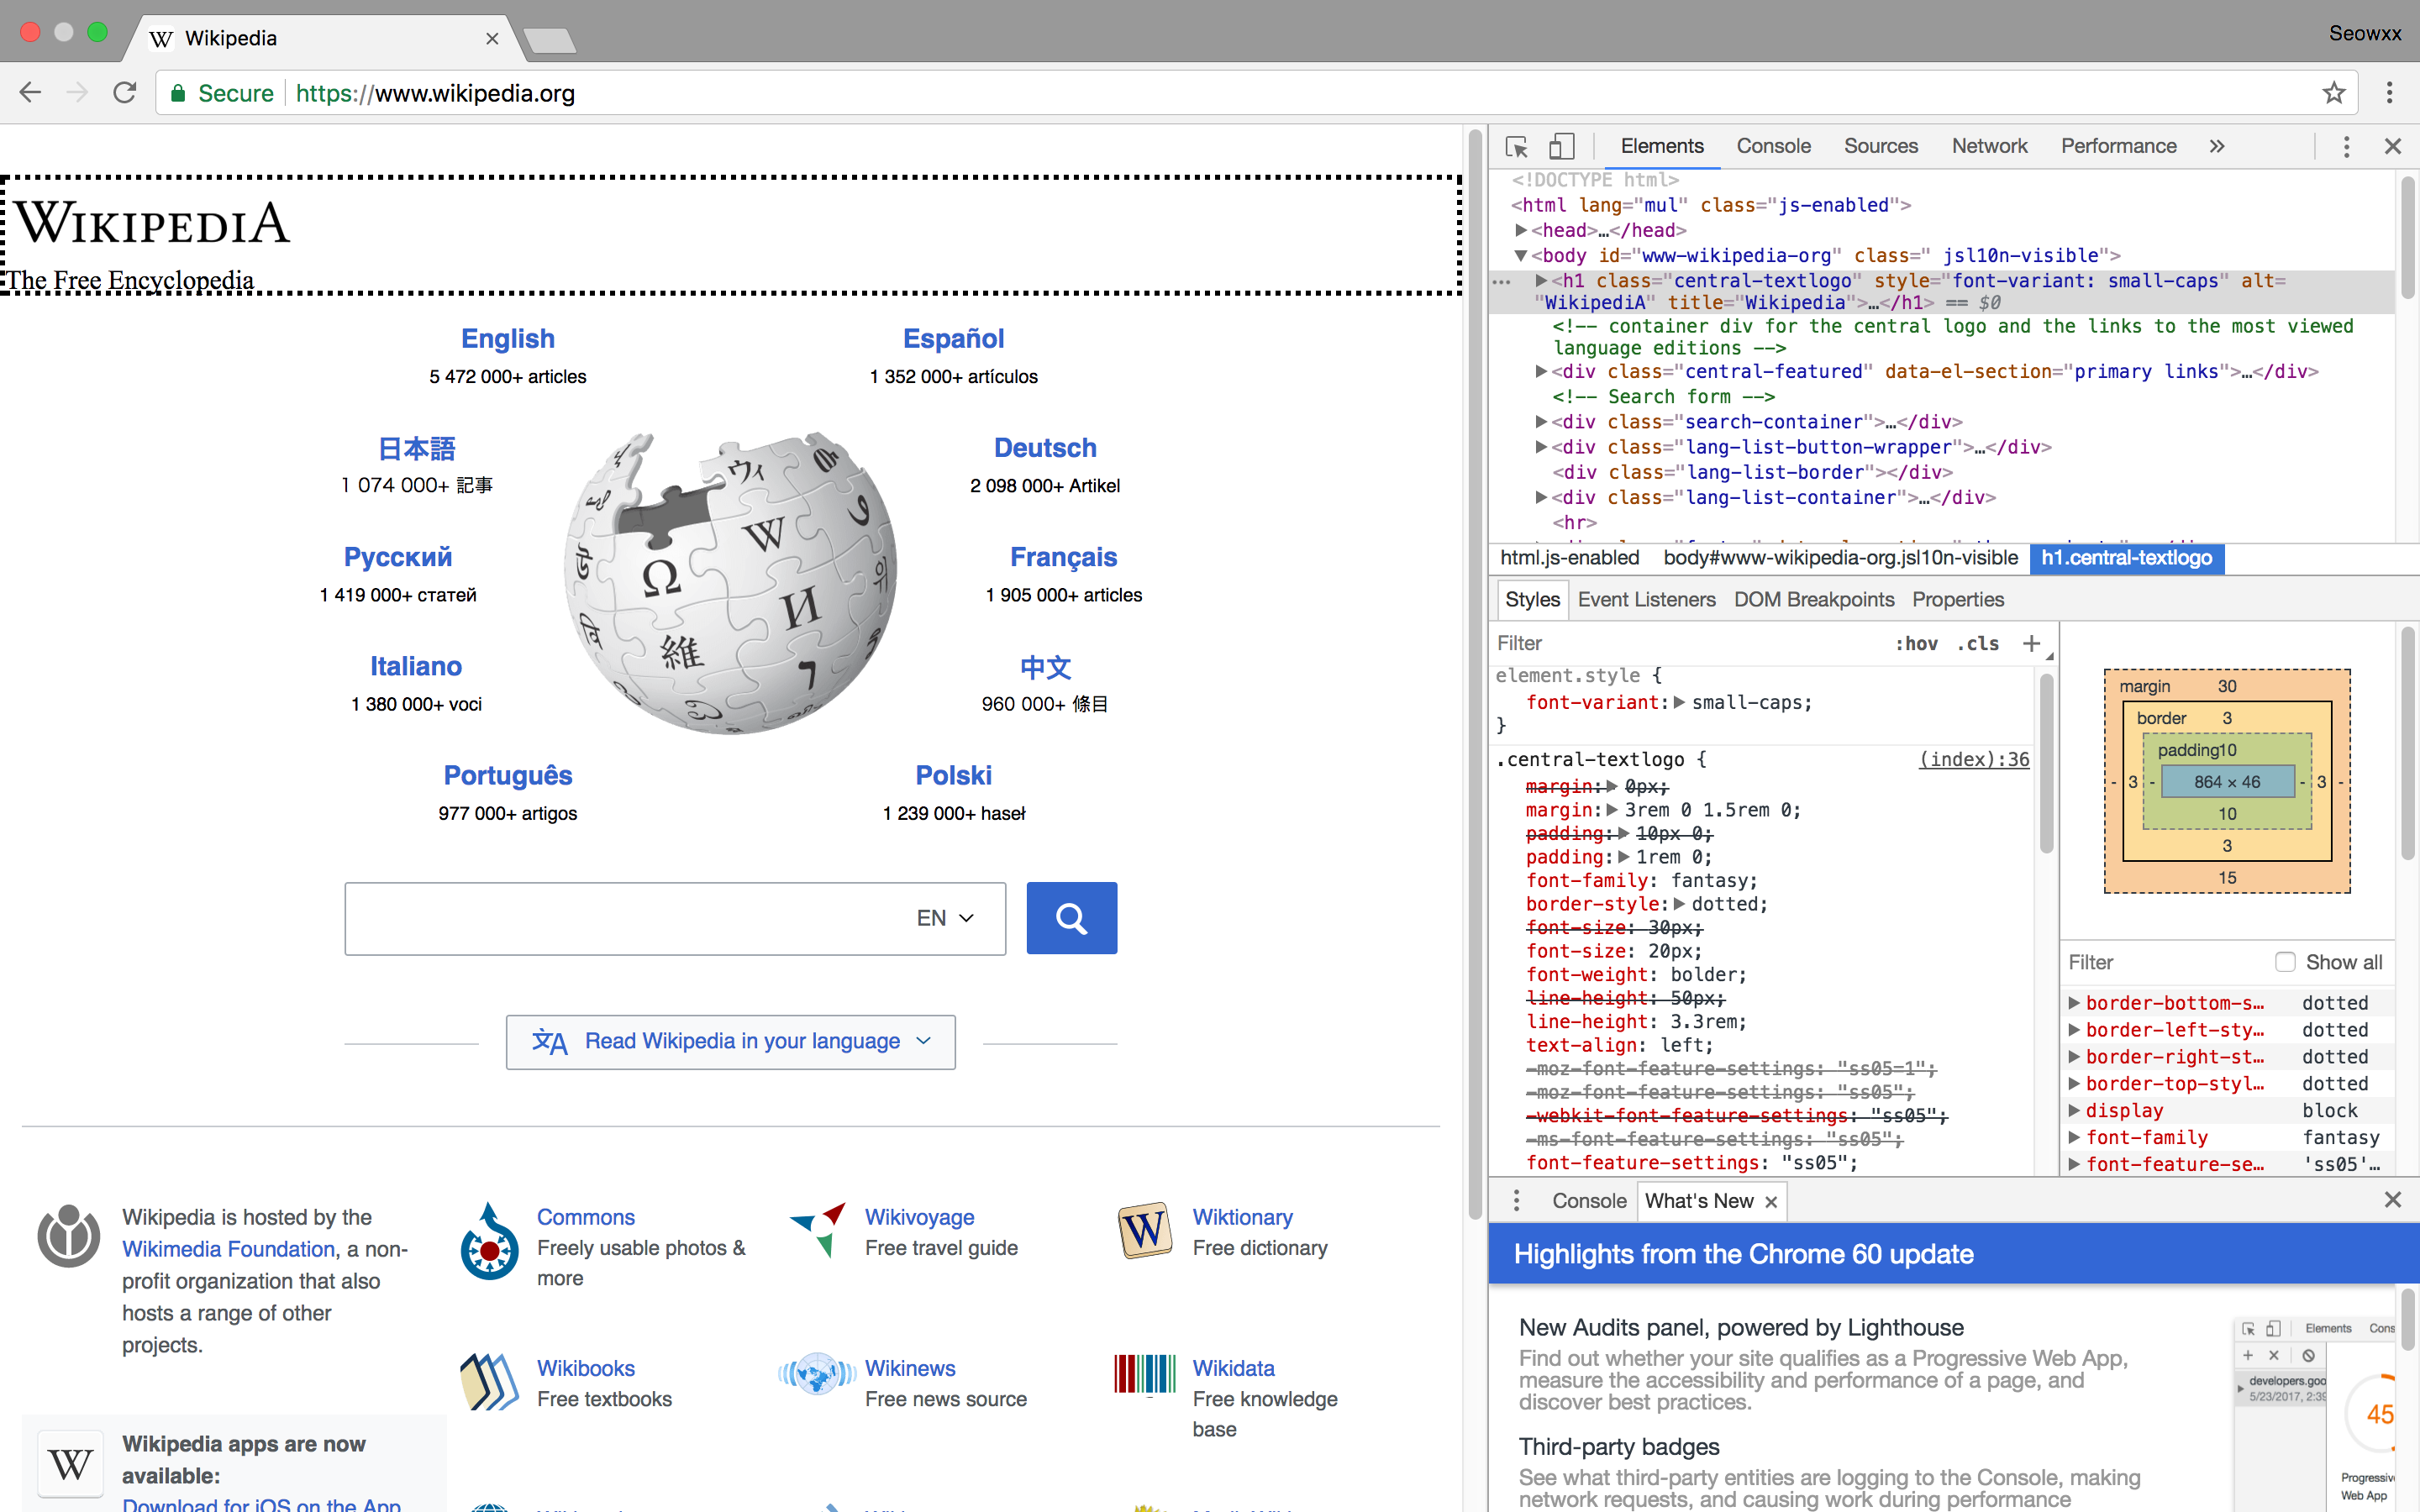 Wikipedia
Seowxx
Secure
https://www.wikipedia.org
WIKIPEDIA
The Free Encyclopedia
English
5 472 000+ articles
Español
1 352 000+ artículos
日本語
1 074 000+ 記事
Deutsch
2 098 000+ Artikel
Русский
1 419 000+ статей
Français
1 905 000+ articles
Italiano
1 380 000+ voci
中文
960 000+ 條目
Português
977 000+ artigos
Polski
1 239 000+ haseł
EN
Read Wikipedia in your language
Wikipedia is hosted by the
Wikimedia Foundation, a non-
profit organization that also
hosts a range of other
projects.
Commons
Freely usable photos &
more
Wikivoyage
Free travel guide
Wiktionary
Free dictionary
Wikibooks
Free textbooks
Wikinews
Free news source
Wikidata
Free knowledge
base
Wikipedia apps are now
available:
Download for iOS on the App
Elements Console Sources Network Performance »
<!DOCTYPE html>
<html lang="mul" class="js-enabled">
<head>…</head>
<body id="www-wikipedia-org" class=" jsl10n-visible">
<h1 class="central-textlogo" style="font-variant: small-caps" alt=
"WikipediA" title="Wikipedia">…</h1> == $0
<!-- container div for the central logo and the links to the most viewed
language editions -->
<div class="central-featured" data-el-section="primary links">…</div>
<!-- Search form -->
<div class="search-container">…</div>
<div class="lang-list-button-wrapper">…</div>
<div class="lang-list-border"></div>
<div class="lang-list-container">…</div>
<hr>
html.js-enabled body#www-wikipedia-org.jsl10n-visible h1.central-textlogo
Styles Event Listeners DOM Breakpoints Properties
Filter :hov .cls +
element.style {
font-variant: small-caps;
}
.central-textlogo { (index):36
margin: 0px;
margin: 3rem 0 1.5rem 0;
padding: 10px 0;
padding: 1rem 0;
font-family: fantasy;
border-style: dotted;
font-size: 30px;
font-size: 20px;
font-weight: bolder;
line-height: 50px;
line-height: 3.3rem;
text-align: left;
-moz-font-feature-settings: "ss05=1";
-moz-font-feature-settings: "ss05";
-webkit-font-feature-settings: "ss05";
-ms-font-feature-settings: "ss05";
font-feature-settings: "ss05";
margin 30
border 3
padding10
- 3 - 864 × 46 - 3 -
10
3
15
Filter Show all
border-bottom-s… dotted
border-left-sty… dotted
border-right-st… dotted
border-top-styl… dotted
display block
font-family fantasy
font-feature-se… 'ss05'…
Console What's New
Highlights from the Chrome 60 update
New Audits panel, powered by Lighthouse
Find out whether your site qualifies as a Progressive Web App,
measure the accessibility and performance of a page, and
discover best practices.
Third-party badges
See what third-party entities are logging to the Console, making
network requests, and causing work during performance
Elements Cons
developers.goo
5/23/2017, 2:39
45
Progressiv
Web App